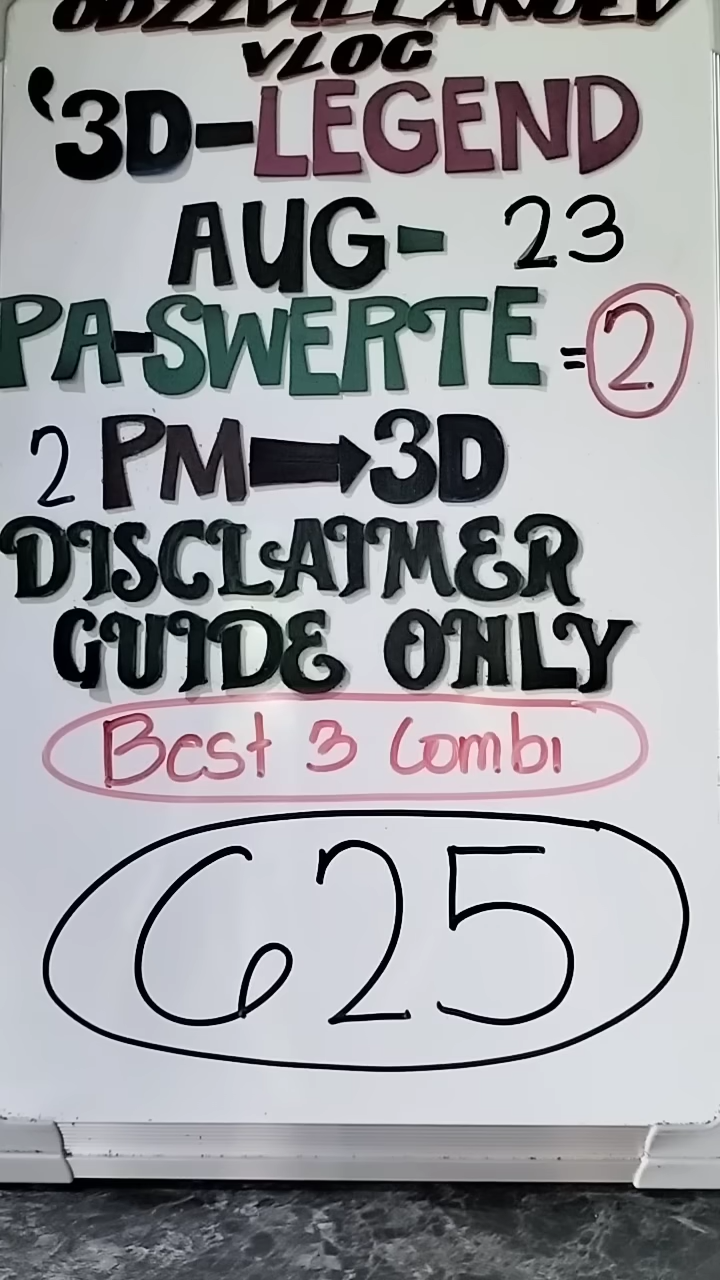 VLOG
'3D-LEGEND
AUG- 23
PA-SWERTE =2
2 PM→3D
DISCLAIMER
GUIDE ONLY
Best 3 Combi
625